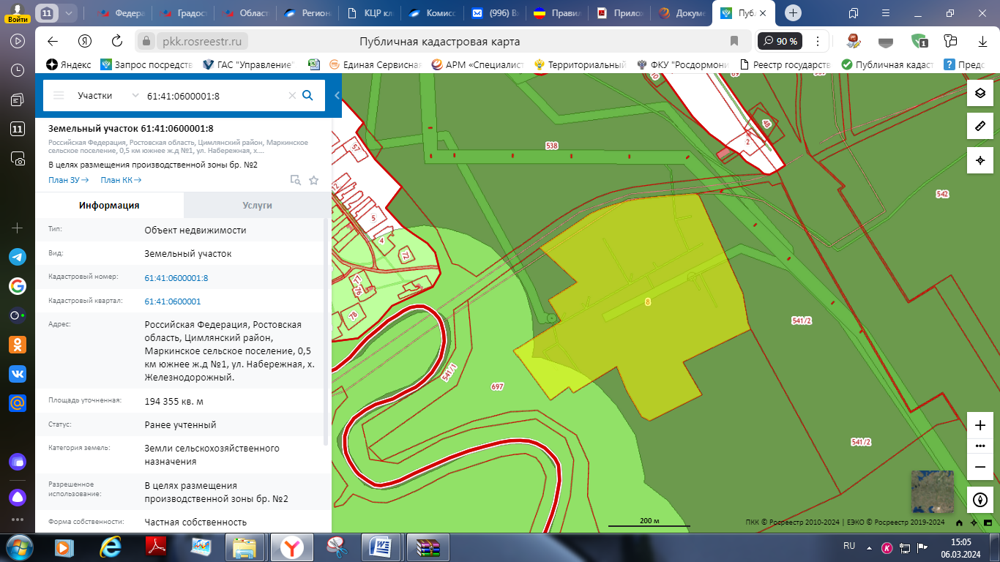 Войти
11
Федера
Градост
Област
Регион
КЦР кл
Комисс
(996) В
Правил
Прило
Докуме
Публ
pkk.rosreestr.ru
Публичная кадастровая карта
90 %
1
Яндекс
Запрос посредств
ГАС "Управление"
Единая Сервисна
АРМ «Специалист
Территориальный
ФКУ "Росдормони
Реестр государств
Публичная кадаст
Предс
11
Участки
61:41:0600001:8
Земельный участок 61:41:0600001:8
Российская Федерация, Ростовская область, Цимлянский район, Маркинское
сельское поселение, 0,5 км южнее ж.д №1, ул. Набережная, х....
В целях размещения производственной зоны бр. №2
План ЗУ→
План КК→
Информация
Услуги
Тип:
Объект недвижимости
Вид:
Земельный участок
Кадастровый номер:
61:41:0600001:8
Кадастровый квартал:
61:41:0600001
Адрес:
Российская Федерация, Ростовская
область, Цимлянский район,
Маркинское сельское поселение, 0,5
км южнее ж.д №1, ул. Набережная, х.
Железнодорожный.
Площадь уточненная:
194 355 кв. м
Статус:
Ранее учтенный
Категория земель:
Земли сельскохозяйственного
назначения
Разрешенное
использование:
В целях размещения
производственной зоны бр. №2
Форма собственности:
Частная собственность
538
48
2
57
542
5
4
72
77
76
78
8
541/2
541/1
697
541/2
200 м
ПКК © Росреестр 2010-2024 | ЕЭКО © Росреестр 2019-2024
RU
15:05
06.03.2024